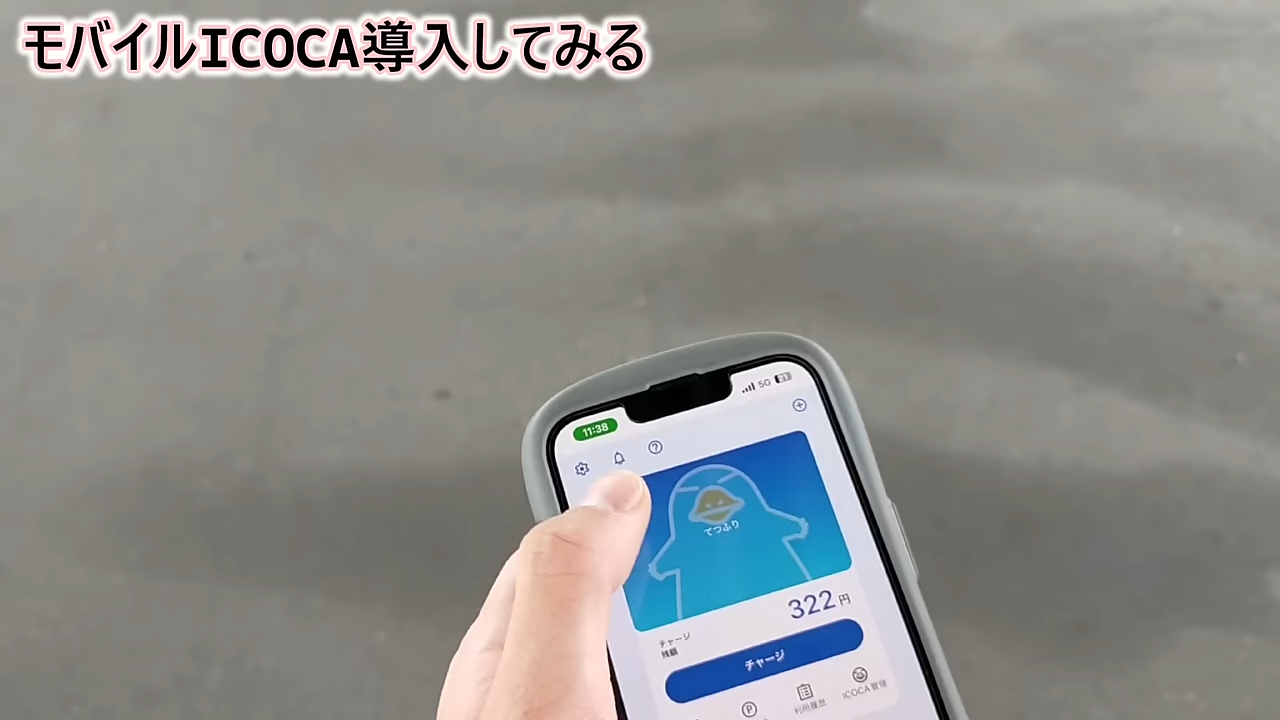 モバイルICOCA導入してみる
11:38
5G
てつふり
322円
チャージ
残額
チャージ
利用履歴
ICOCA管理